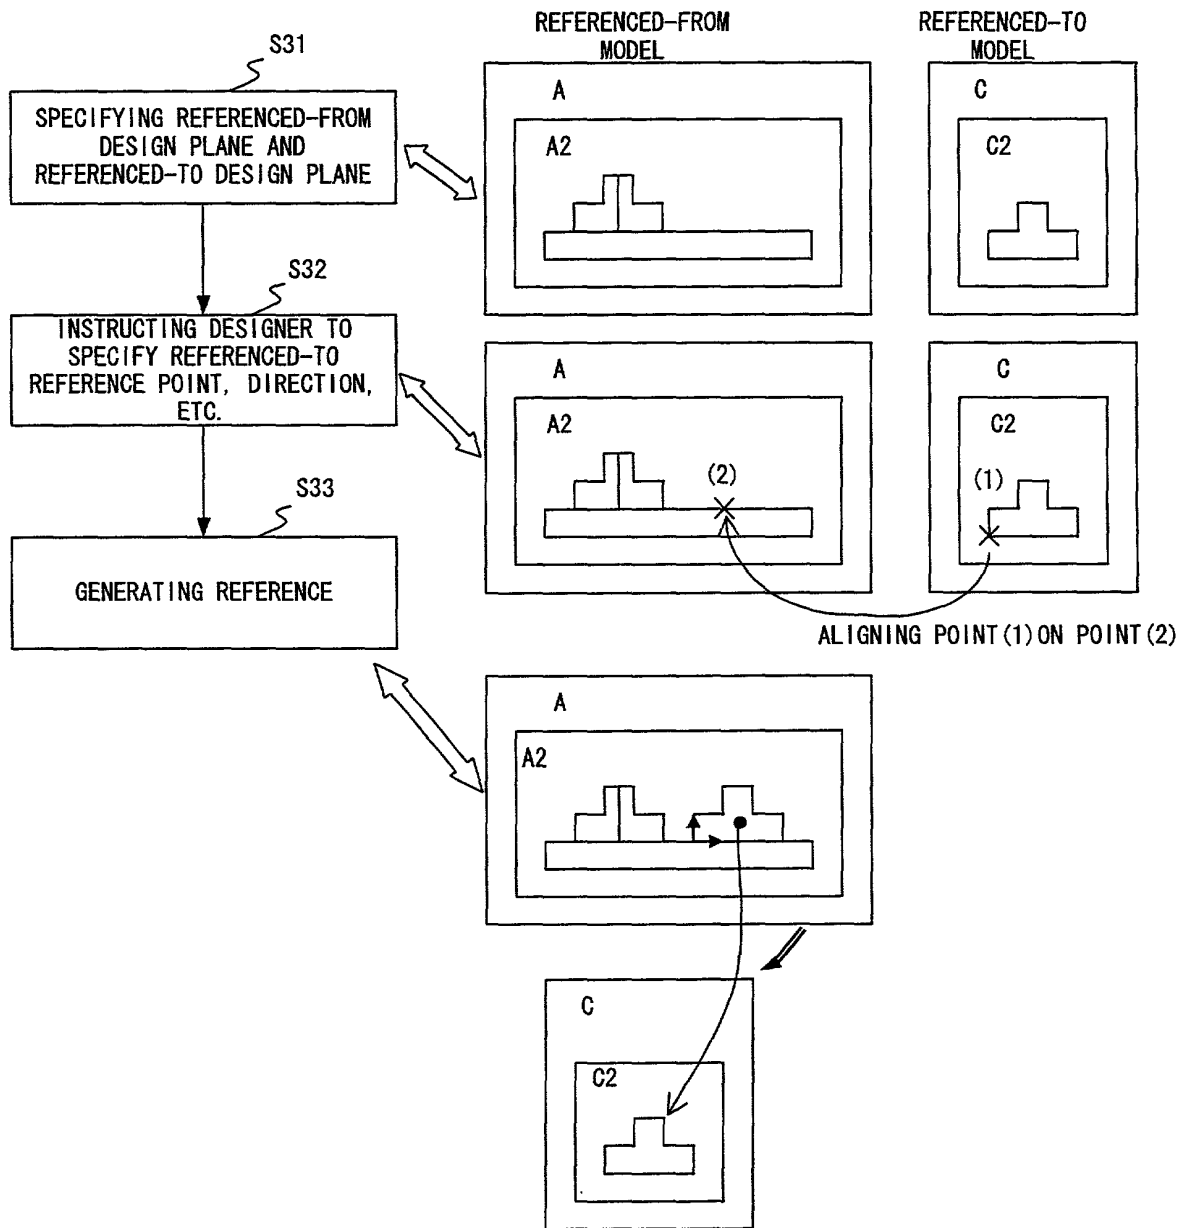 REFERENCED-FROM
MODEL
REFERENCED-TO
MODEL
S31
SPECIFYING REFERENCED-FROM
DESIGN PLANE AND
REFERENCED-TO DESIGN PLANE
A
A2
C
C2
S32
INSTRUCTING DESIGNER TO
SPECIFY REFERENCED-TO
REFERENCE POINT, DIRECTION,
ETC.
A
A2
(2)
C
C2
(1)
ALIGNING POINT(1)ON POINT(2)
S33
GENERATING REFERENCE
A
A2
C
C2